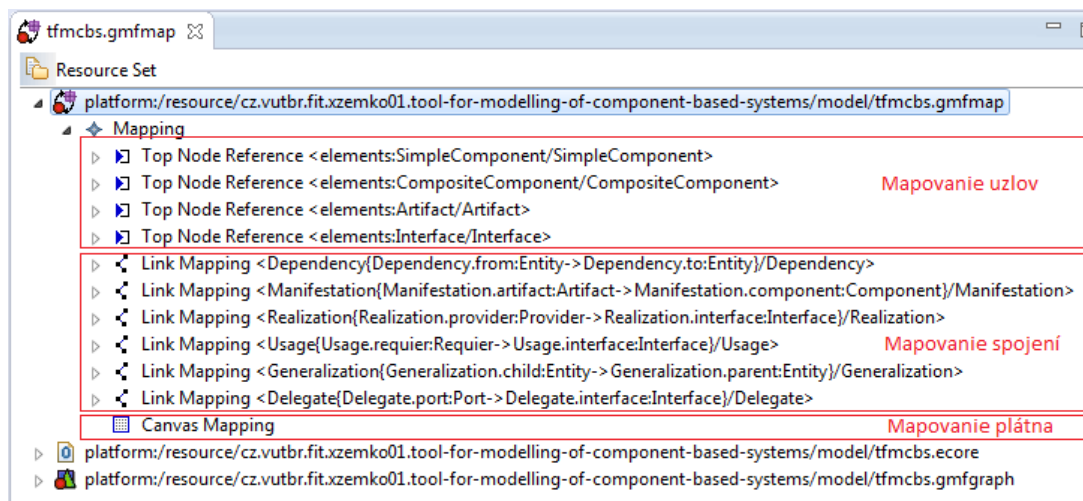 tfmcbs.gmfmap
Resource Set
platform:/resource/cz.vutbr.fit.xzemko01.tool-for-modelling-of-component-based-systems/model/tfmcbs.gmfmap
Mapping
Top Node Reference <elements:SimpleComponent/SimpleComponent>
Top Node Reference <elements:CompositeComponent/CompositeComponent> Mapovanie uzlov
Top Node Reference <elements:Artifact/Artifact>
Top Node Reference <elements:Interface/Interface>
Link Mapping <Dependency{Dependency.from:Entity->Dependency.to:Entity}/Dependency>
Link Mapping <Manifestation{Manifestation.artifact:Artifact->Manifestation.component:Component}/Manifestation>
Link Mapping <Realization{Realization.provider:Provider->Realization.interface:Interface}/Realization>
Link Mapping <Usage{Usage.requier:Requier->Usage.interface:Interface}/Usage> Mapovanie spojení
Link Mapping <Generalization{Generalization.child:Entity->Generalization.parent:Entity}/Generalization>
Link Mapping <Delegate{Delegate.port:Port->Delegate.interface:Interface}/Delegate>
Canvas Mapping Mapovanie plátna
platform:/resource/cz.vutbr.fit.xzemko01.tool-for-modelling-of-component-based-systems/model/tfmcbs.ecore
platform:/resource/cz.vutbr.fit.xzemko01.tool-for-modelling-of-component-based-systems/model/tfmcbs.gmfgraph